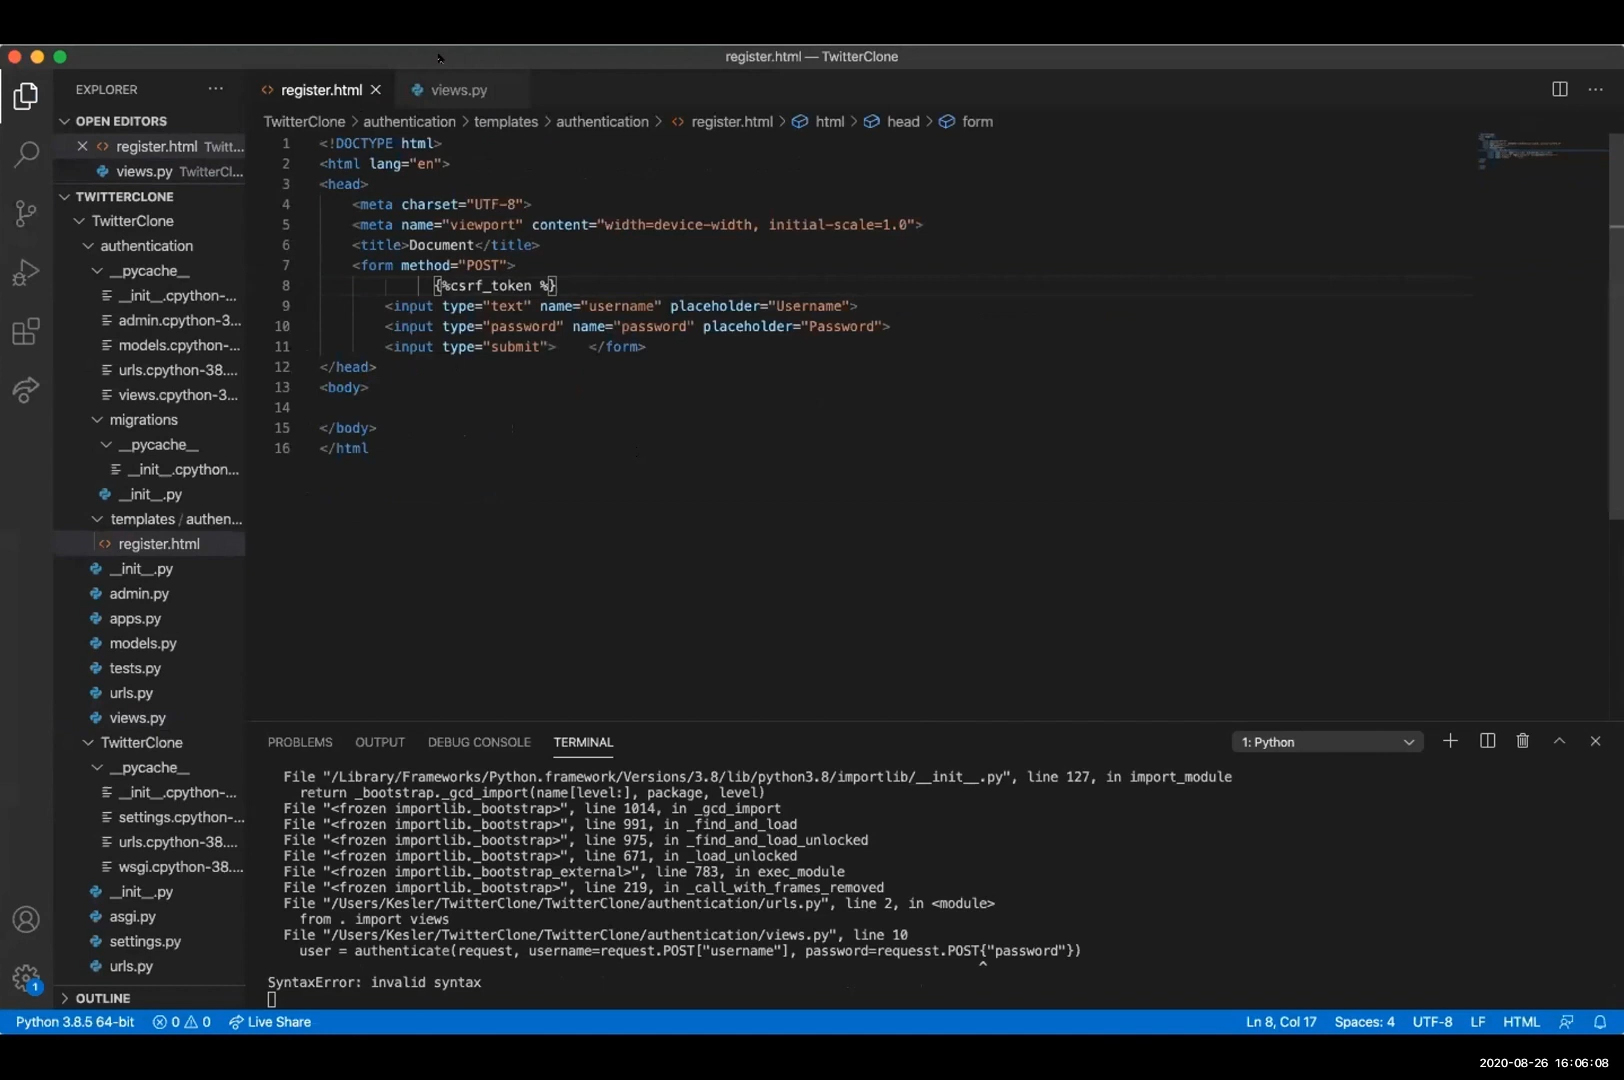 register.html — TwitterClone
EXPLORER ···
register.html
views.py
···
OPEN EDITORS
register.html Twitt...
views.py TwitterCl...
TWITTERCLONE
TwitterClone
authentication
__pycache__
__init__.cpython-...
admin.cpython-3...
models.cpython-...
urls.cpython-38....
views.cpython-3...
migrations
__pycache__
__init__.cpython...
__init__.py
templates / authen...
register.html
__init__.py
admin.py
apps.py
models.py
tests.py
urls.py
views.py
TwitterClone
__pycache__
__init__.cpython-...
settings.cpython-...
urls.cpython-38....
wsgi.cpython-38....
__init__.py
asgi.py
settings.py
urls.py
OUTLINE
TwitterClone > authentication > templates > authentication > register.html > html > head > form
1 <!DOCTYPE html>
2 <html lang="en">
3 <head>
4 <meta charset="UTF-8">
5 <meta name="viewport" content="width=device-width, initial-scale=1.0">
6 <title>Document</title>
7 <form method="POST">
8 {%csrf_token %}
9 <input type="text" name="username" placeholder="Username">
10 <input type="password" name="password" placeholder="Password">
11 <input type="submit"> </form>
12 </head>
13 <body>
14
15 </body>
16 </html
PROBLEMS OUTPUT DEBUG CONSOLE TERMINAL
1: Python
File "/Library/Frameworks/Python.framework/Versions/3.8/lib/python3.8/importlib/__init__.py", line 127, in import_module
return _bootstrap._gcd_import(name[level:], package, level)
File "<frozen importlib._bootstrap>", line 1014, in _gcd_import
File "<frozen importlib._bootstrap>", line 991, in _find_and_load
File "<frozen importlib._bootstrap>", line 975, in _find_and_load_unlocked
File "<frozen importlib._bootstrap>", line 671, in _load_unlocked
File "<frozen importlib._bootstrap_external>", line 783, in exec_module
File "<frozen importlib._bootstrap>", line 219, in _call_with_frames_removed
File "/Users/Kesler/TwitterClone/TwitterClone/authentication/urls.py", line 2, in <module>
from . import views
File "/Users/Kesler/TwitterClone/TwitterClone/authentication/views.py", line 10
user = authenticate(request, username=request.POST["username"], password=requesst.POST{"password"})
^
SyntaxError: invalid syntax
Python 3.8.5 64-bit 0 0 Live Share
1
Ln 8, Col 17 Spaces: 4 UTF-8 LF HTML
2020-08-26 16:06:08